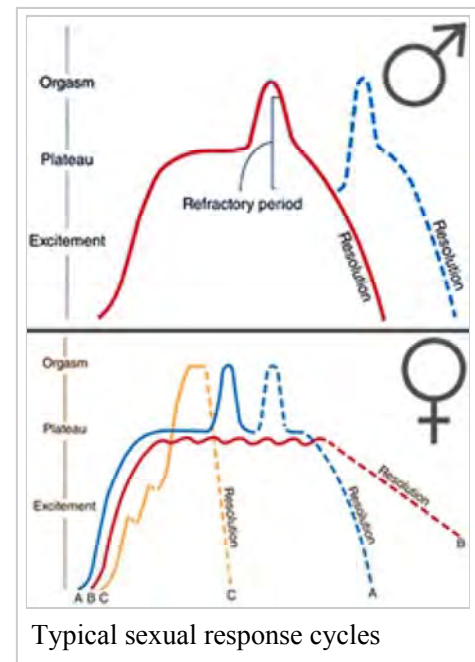 Orgasm
Plateau
Refractory period
Excitement
Resolution
Resolution
Orgasm
Plateau
Excitement
Resolution
Resolution
Resolution
A B C
C
A
B
Typical sexual response cycles